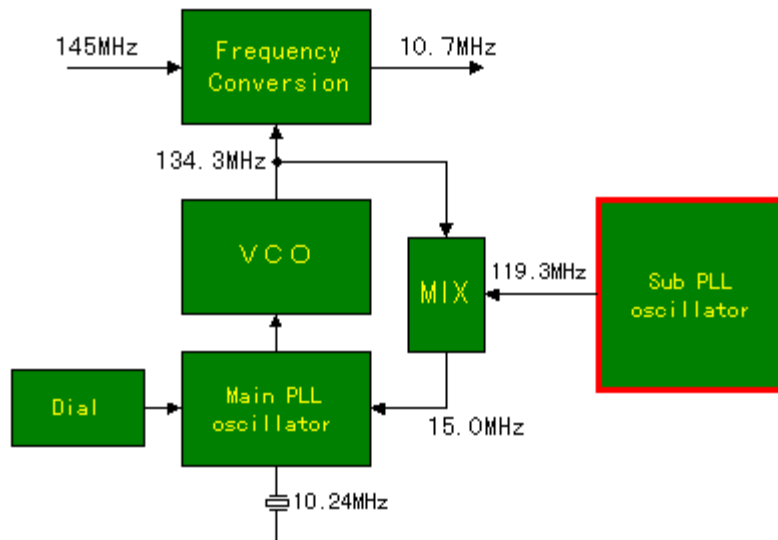 145MHz
Frequency
Conversion
10.7MHz
134.3MHz
VCO
MIX
119.3MHz
Sub PLL
oscillator
Dial
Main PLL
oscillator
15.0MHz
10.24MHz